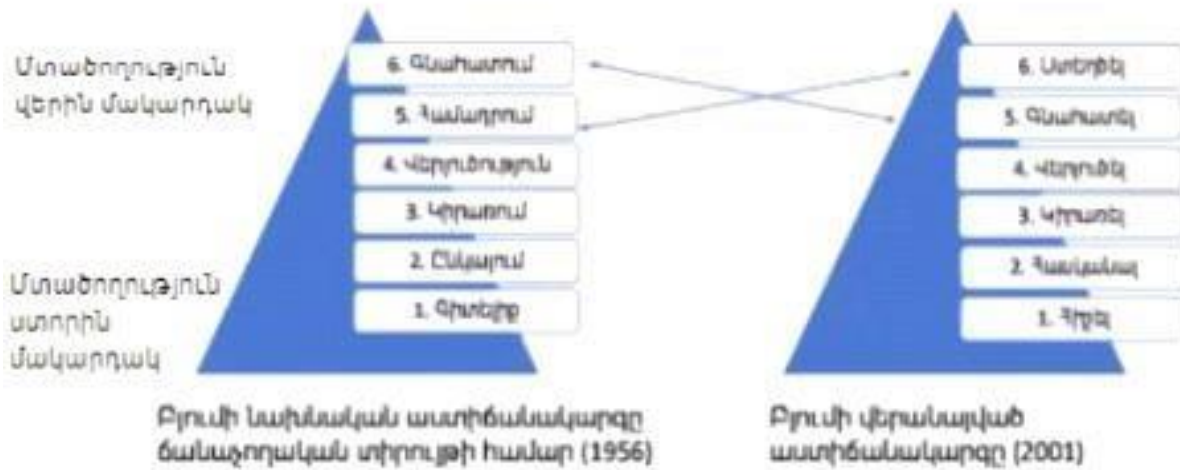 Մտածողություն
վերին մակարդակ
6. Գնահատում
5. Համադրում
4. Վերլուծություն
3. Կիրառում
2. Ընկալում
1. Գիտելիք
Մտածողություն
ստորին
մակարդակ
Բլումի նախնական աստիճանակարգը
ճանաչողական տիրույթի համար (1956)
6. Ստեղծել
5. Գնահատել
4. Վերլուծել
3. Կիրառել
2. Հասկանալ
1. Հիշել
Բլումի վերանայված
աստիճանակարգը (2001)